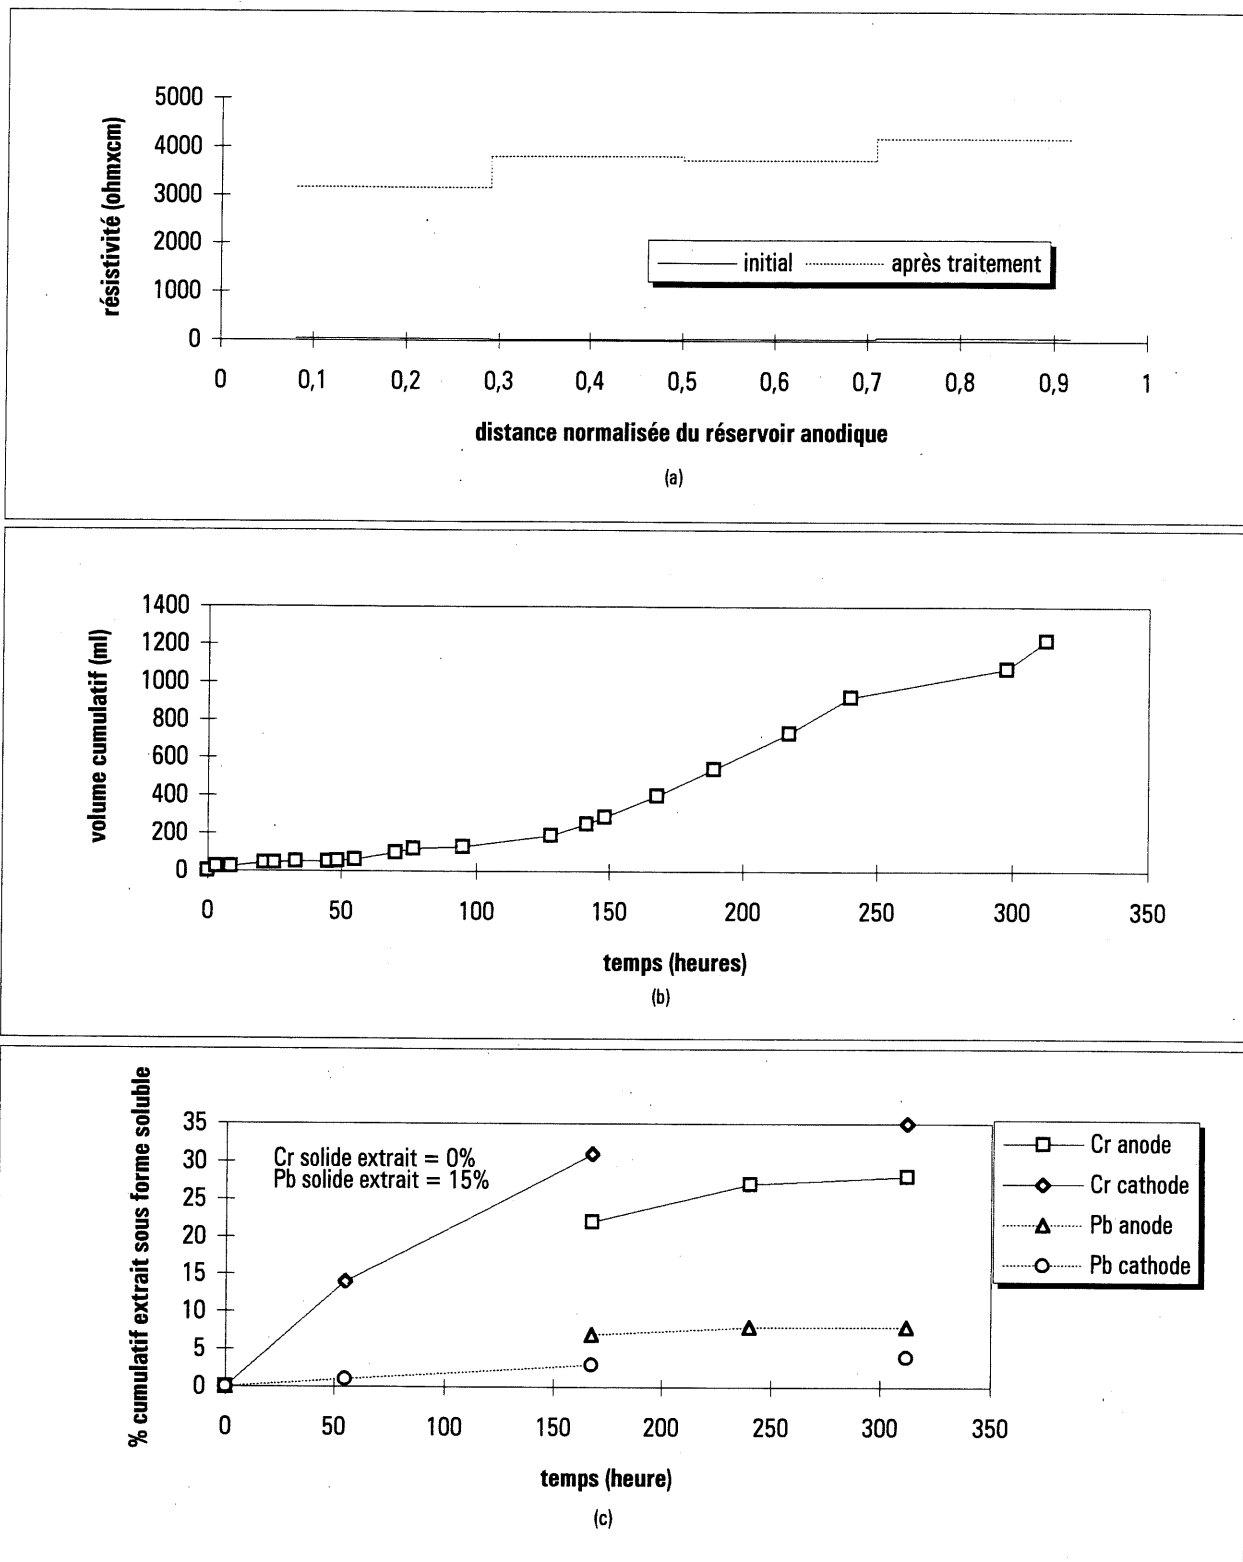 5000
4000
3000
2000
1000
0
résistivité (ohmxcm)
initial
après traitement
0 0,1 0,2 0,3 0,4 0,5 0,6 0,7 0,8 0,9 1
distance normalisée du réservoir anodique
(a)
1400
1200
1000
800
600
400
200
0
volume cumulatif (ml)
0 50 100 150 200 250 300 350
temps (heures)
(b)
35
30
25
20
15
10
5
0
% cumulatif extrait sous forme soluble
Cr solide extrait = 0%
Pb solide extrait = 15%
Cr anode
Cr cathode
Pb anode
Pb cathode
0 50 100 150 200 250 300 350
temps (heure)
(c)